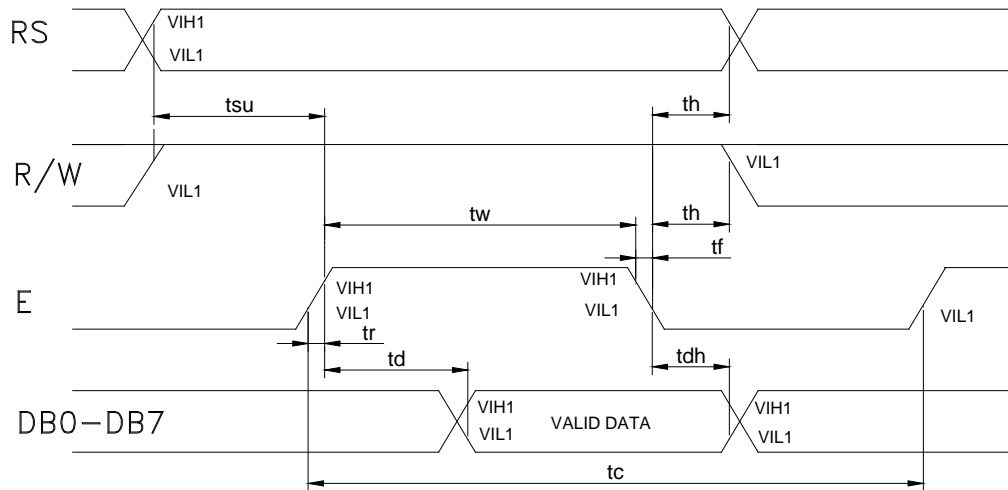 RS
VIH1
VIL1
tsu
th
R/W
VIL1
VIL1
tw
th
tf
E
VIH1
VIL1
VIH1
VIL1
VIL1
tr
td
tdh
DB0-DB7
VIH1
VIL1
VALID DATA
VIH1
VIL1
tc